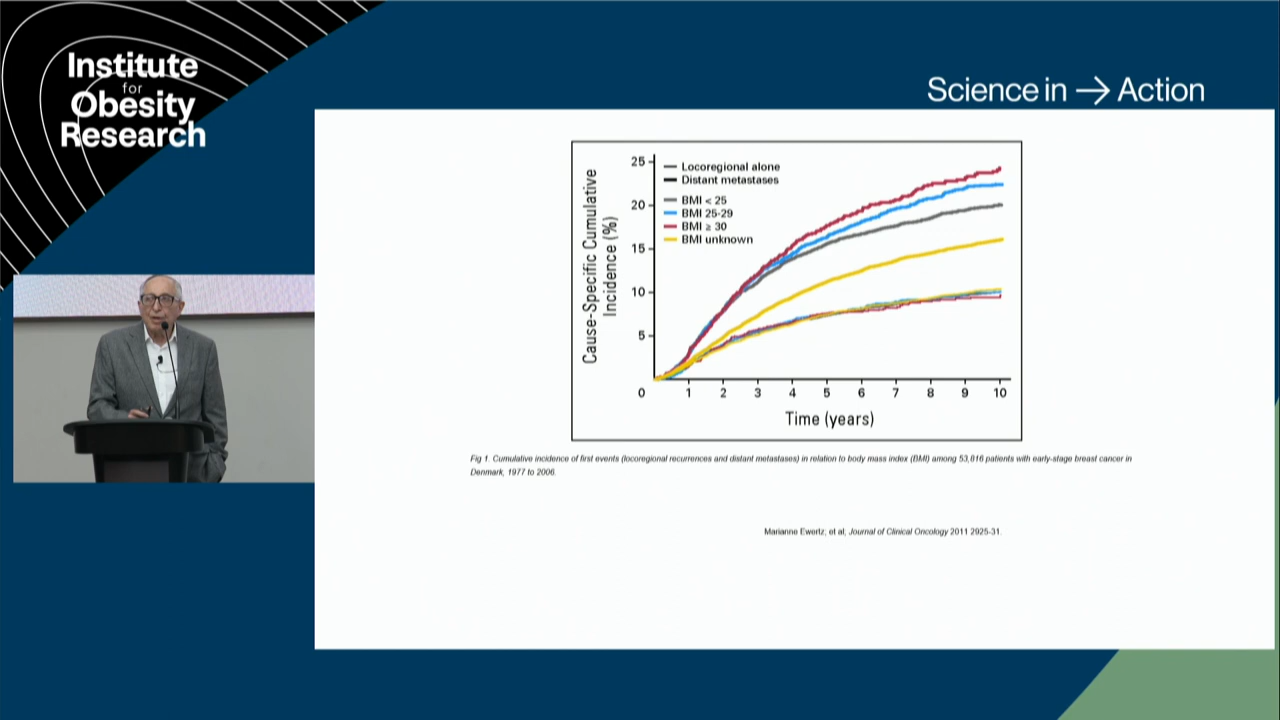 Institute
for
Obesity
Research
Science in → Action
Cause-Specific Cumulative
Incidence (%)
25
20
15
10
5
0
Locoregional alone
Distant metastases
BMI < 25
BMI 25-29
BMI ≥ 30
BMI unknown
1 2 3 4 5 6 7 8 9 10
Time (years)
Fig 1. Cumulative incidence of first events (locoregional recurrences and distant metastases) in relation to body mass index (BMI) among 53,816 patients with early-stage breast cancer in
Denmark, 1977 to 2006.
Marianne Ewertz, et al, Journal of Clinical Oncology 2011 2925-31.